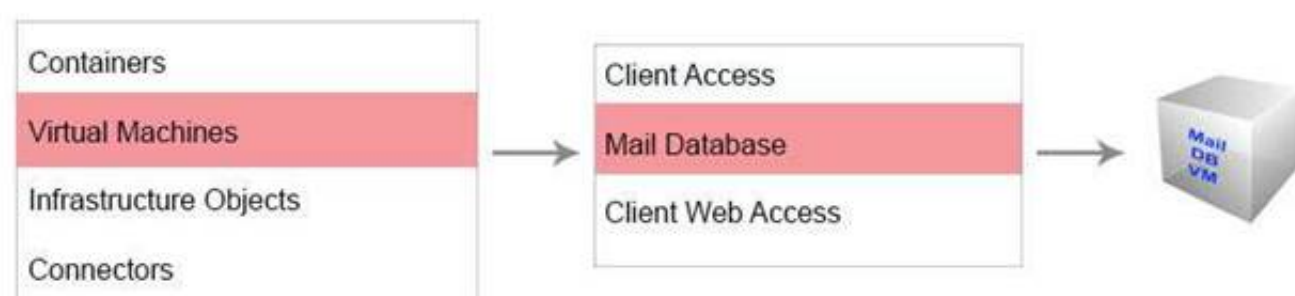 Containers
Virtual Machines
Infrastructure Objects
Connectors
Client Access
Mail Database
Client Web Access
Mail
DB
VM